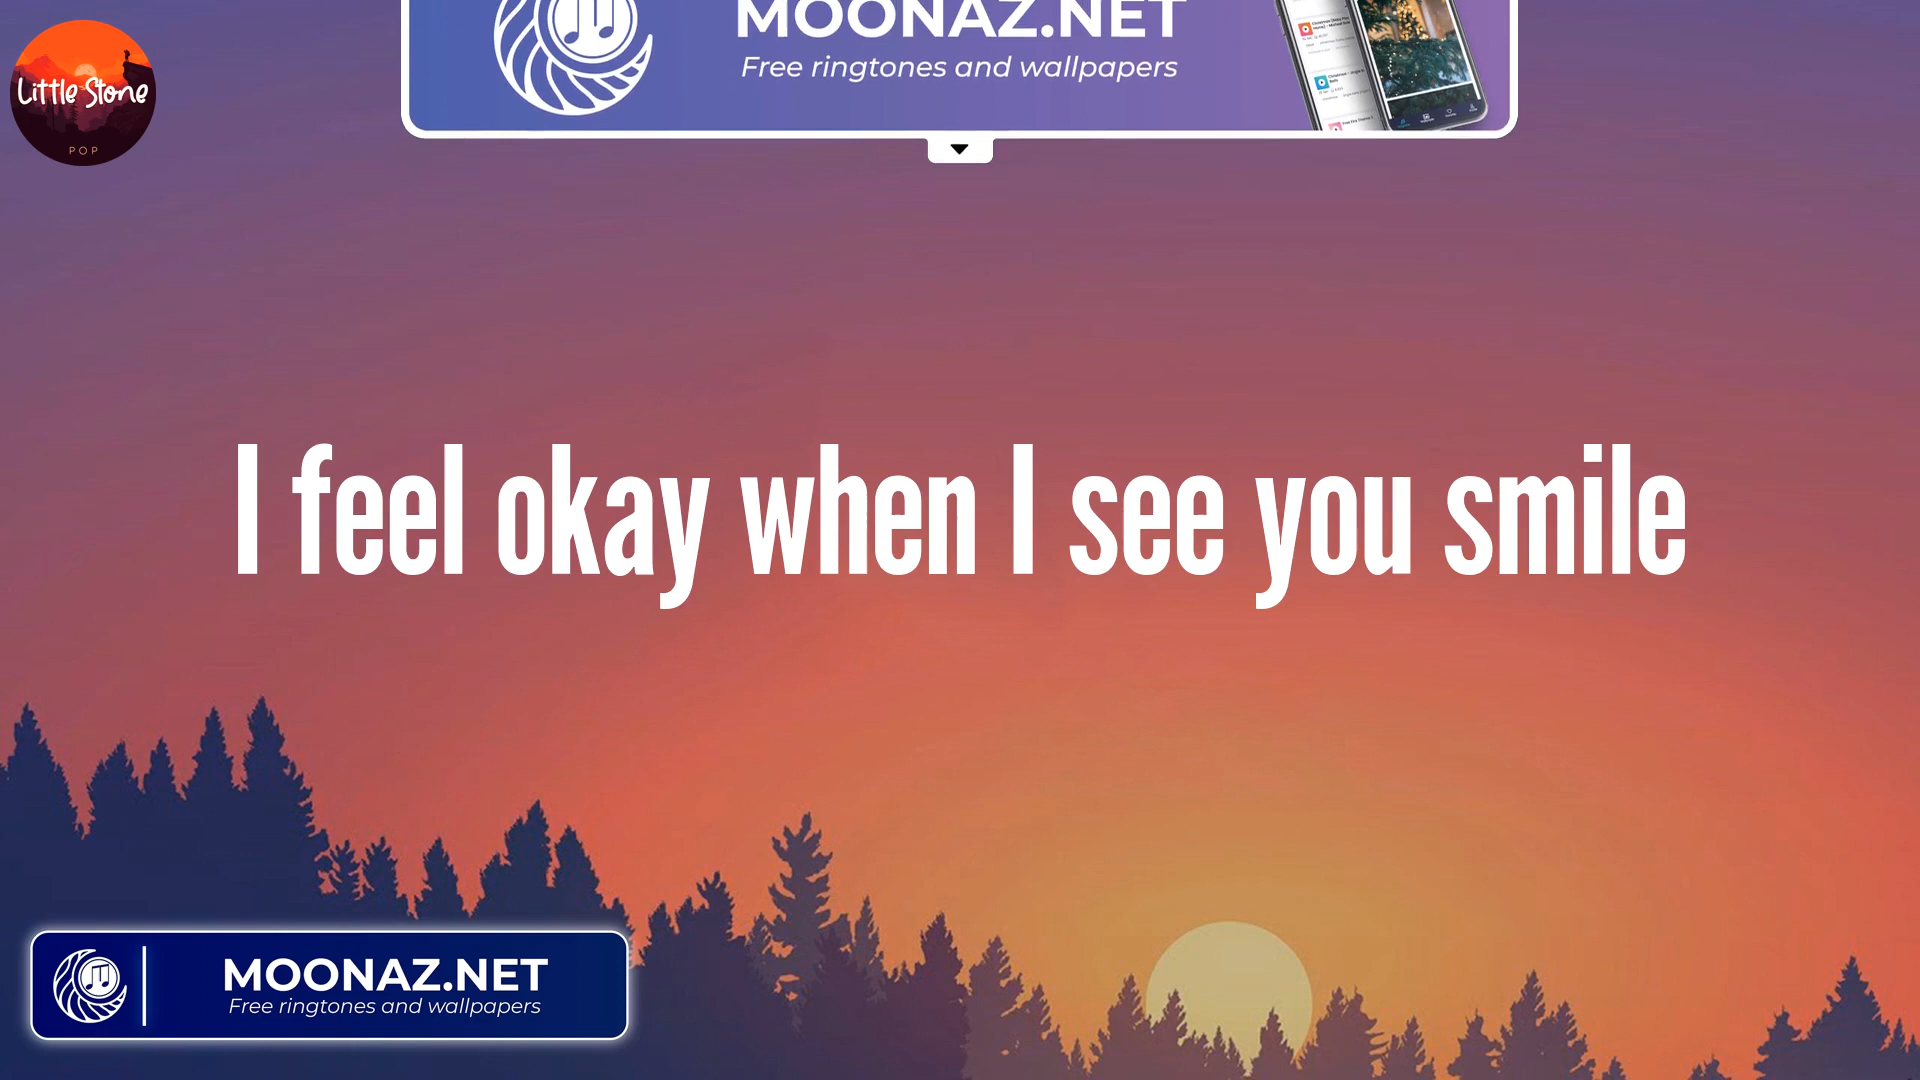 MOONAZ.NET
Free ringtones and wallpapers
Little Stone
POP
I feel okay when I see you smile
MOONAZ.NET
Free ringtones and wallpapers